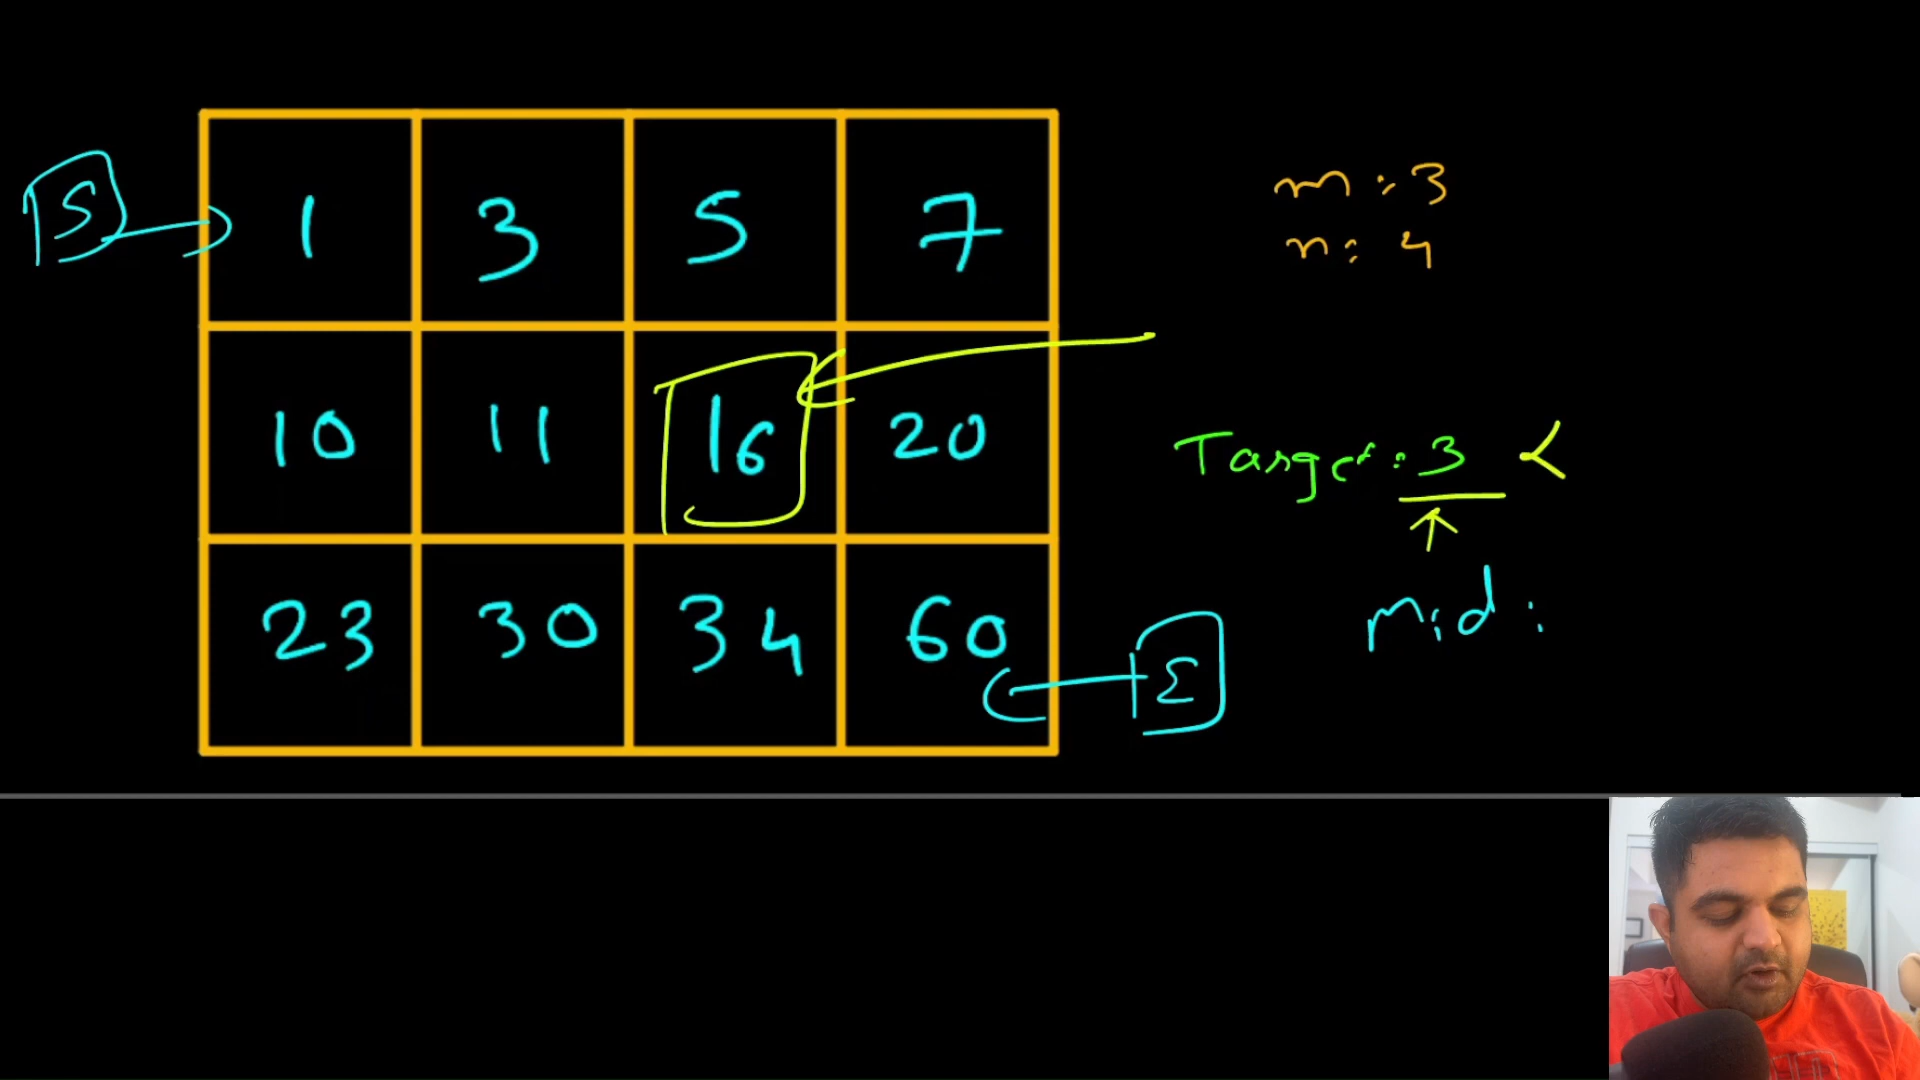 m : 3
n : 4
S
1 3 5 7
10 11 16 20
Target : 3 <
23 30 34 60
E
mid :